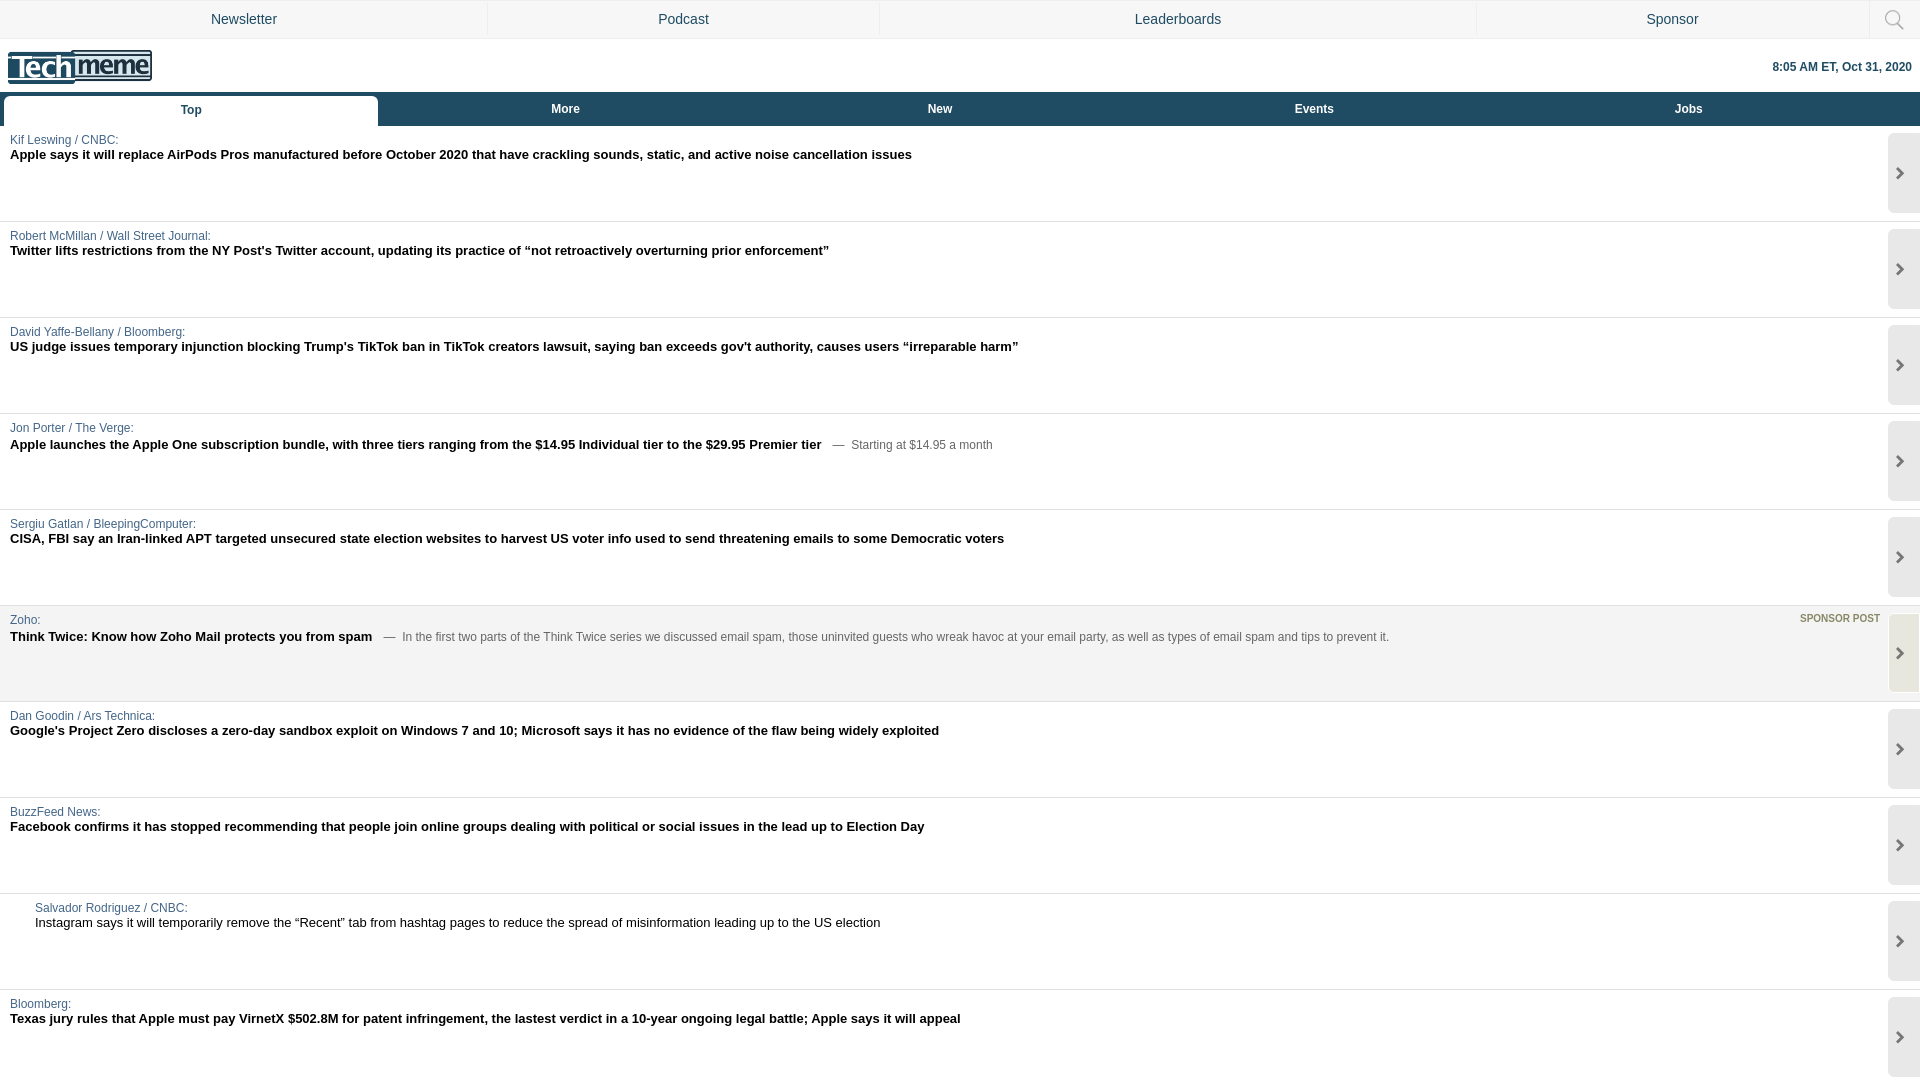 Newsletter
Podcast
Leaderboards
Sponsor
Techmeme
8:05 AM ET, Oct 31, 2020
Top
More
New
Events
Jobs
Kif Leswing / CNBC:
Apple says it will replace AirPods Pros manufactured before October 2020 that have crackling sounds, static, and active noise cancellation issues
Robert McMillan / Wall Street Journal:
Twitter lifts restrictions from the NY Post's Twitter account, updating its practice of “not retroactively overturning prior enforcement”
David Yaffe-Bellany / Bloomberg:
US judge issues temporary injunction blocking Trump's TikTok ban in TikTok creators lawsuit, saying ban exceeds gov't authority, causes users “irreparable harm”
Jon Porter / The Verge:
Apple launches the Apple One subscription bundle, with three tiers ranging from the $14.95 Individual tier to the $29.95 Premier tier — Starting at $14.95 a month
Sergiu Gatlan / BleepingComputer:
CISA, FBI say an Iran-linked APT targeted unsecured state election websites to harvest US voter info used to send threatening emails to some Democratic voters
Zoho:
SPONSOR POST
Think Twice: Know how Zoho Mail protects you from spam — In the first two parts of the Think Twice series we discussed email spam, those uninvited guests who wreak havoc at your email party, as well as types of email spam and tips to prevent it.
Dan Goodin / Ars Technica:
Google's Project Zero discloses a zero-day sandbox exploit on Windows 7 and 10; Microsoft says it has no evidence of the flaw being widely exploited
BuzzFeed News:
Facebook confirms it has stopped recommending that people join online groups dealing with political or social issues in the lead up to Election Day
Salvador Rodriguez / CNBC:
Instagram says it will temporarily remove the “Recent” tab from hashtag pages to reduce the spread of misinformation leading up to the US election
Bloomberg:
Texas jury rules that Apple must pay VirnetX $502.8M for patent infringement, the lastest verdict in a 10-year ongoing legal battle; Apple says it will appeal